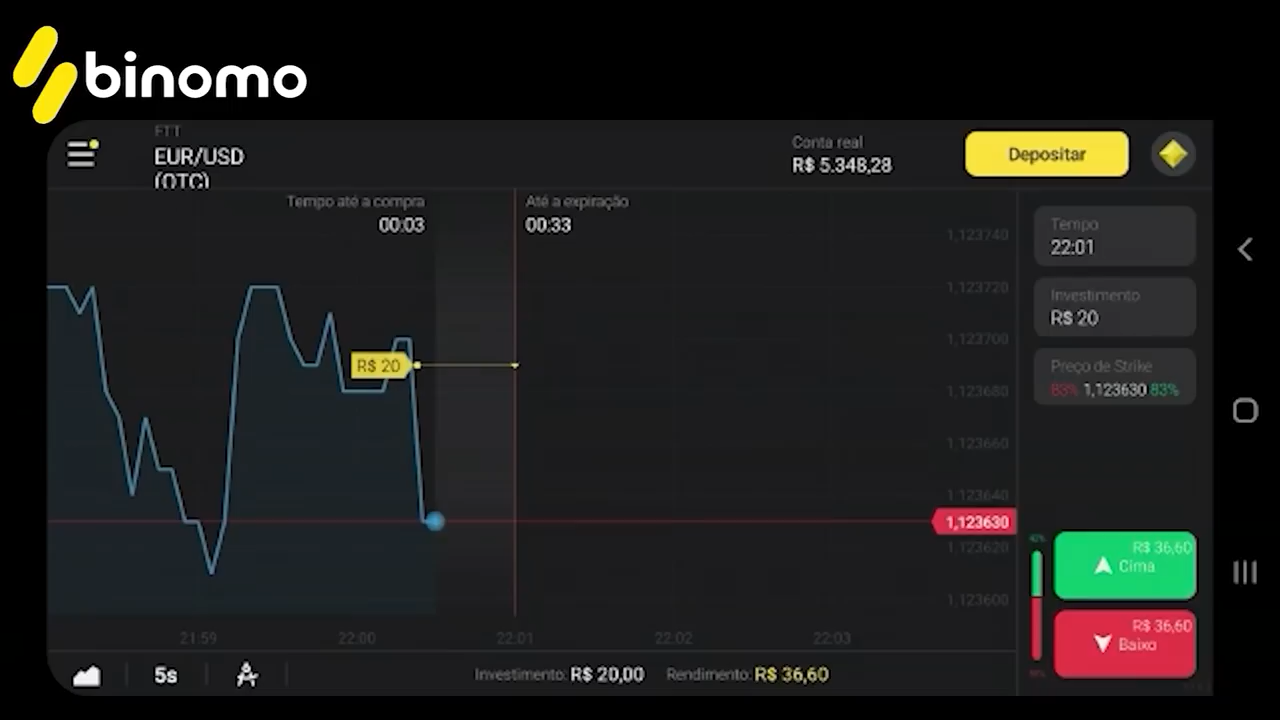 binomo
FTT
EUR/USD
(OTC)
Conta real
R$ 5.348,28
Depositar
Tempo até a compra
00:03
Até a expiração
00:33
1,123740
1,123720
1,123700
1,123680
1,123660
1,123640
1,123630
1,123620
1,123600
R$ 20
Tempo
22:01
Investimento
R$ 20
Preço de Strike
83% 1,123630 83%
R$ 36,60
Cima
R$ 36,60
Baixo
21:59
22:00
22:01
22:02
22:03
5s
Investimento: R$ 20,00
Rendimento: R$ 36,60